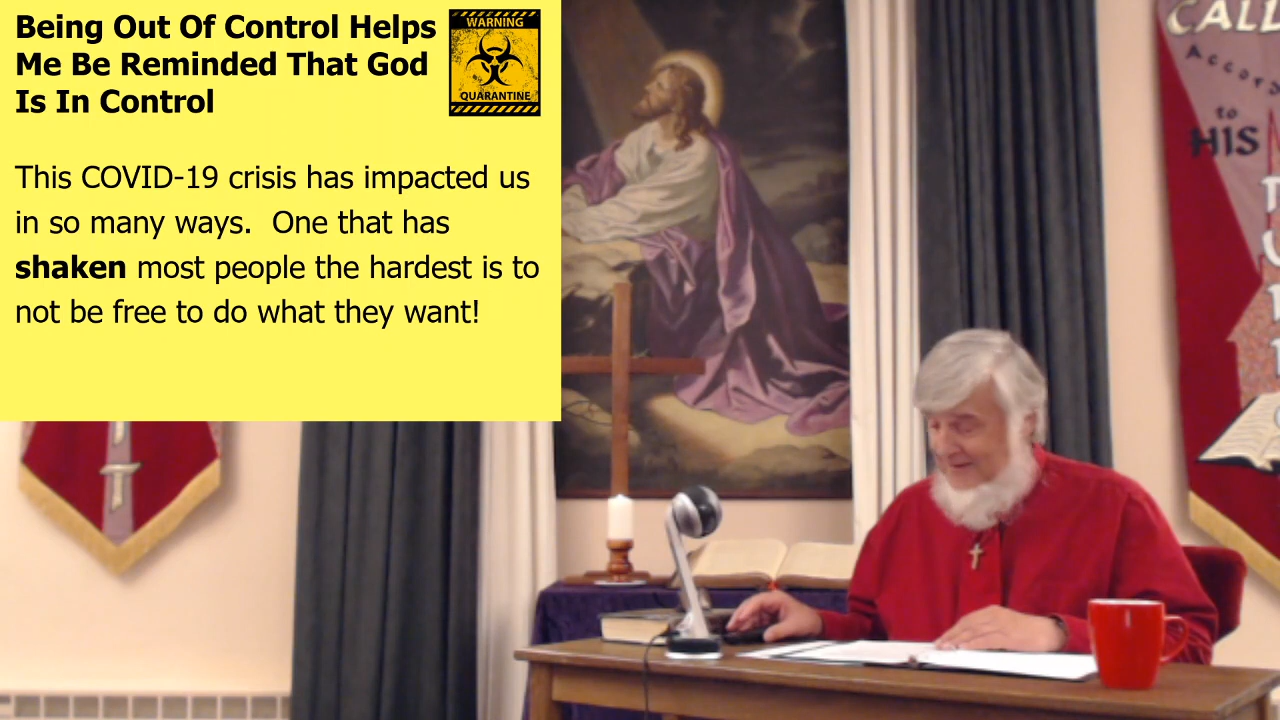 Being Out Of Control Helps
Me Be Reminded That God
Is In Control
WARNING
QUARANTINE
This COVID-19 crisis has impacted us
in so many ways. One that has
shaken most people the hardest is to
not be free to do what they want!
CALL
Accord
to
HIS